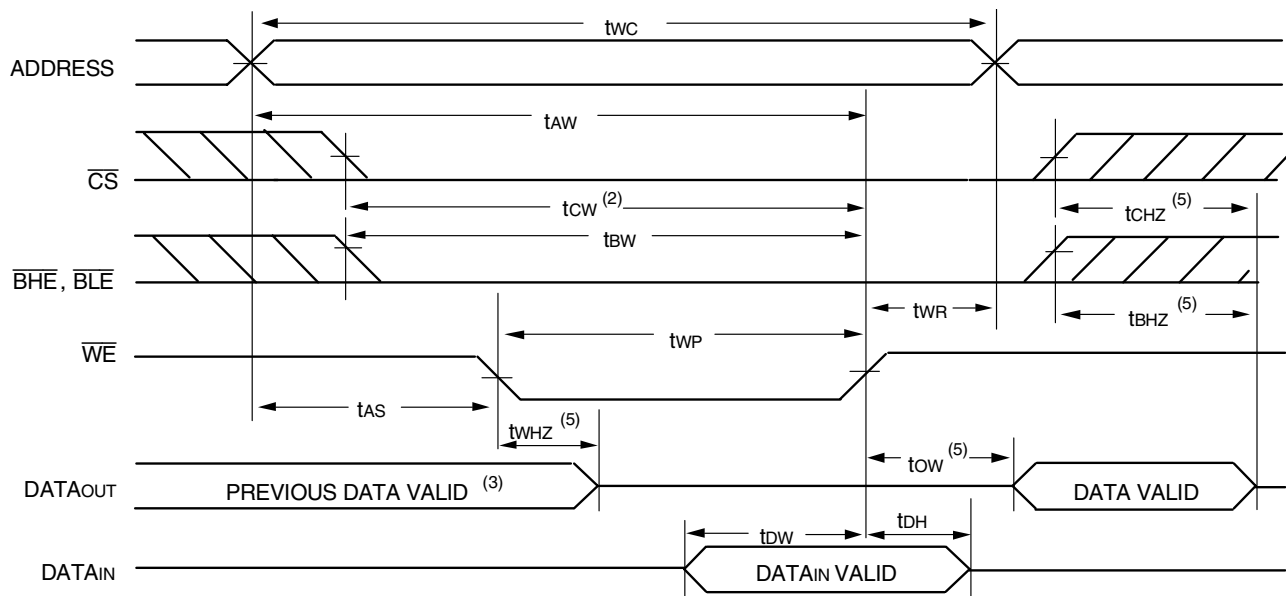 tWC
ADDRESS
tAW
CS
tCW (2)
tCHZ (5)
tBW
BHE, BLE
tWR
tBHZ (5)
tWP
WE
tAS
tWHZ (5)
tOW (5)
DATAOUT
PREVIOUS DATA VALID (3)
DATA VALID
tDW
tDH
DATAIN
DATAIN VALID